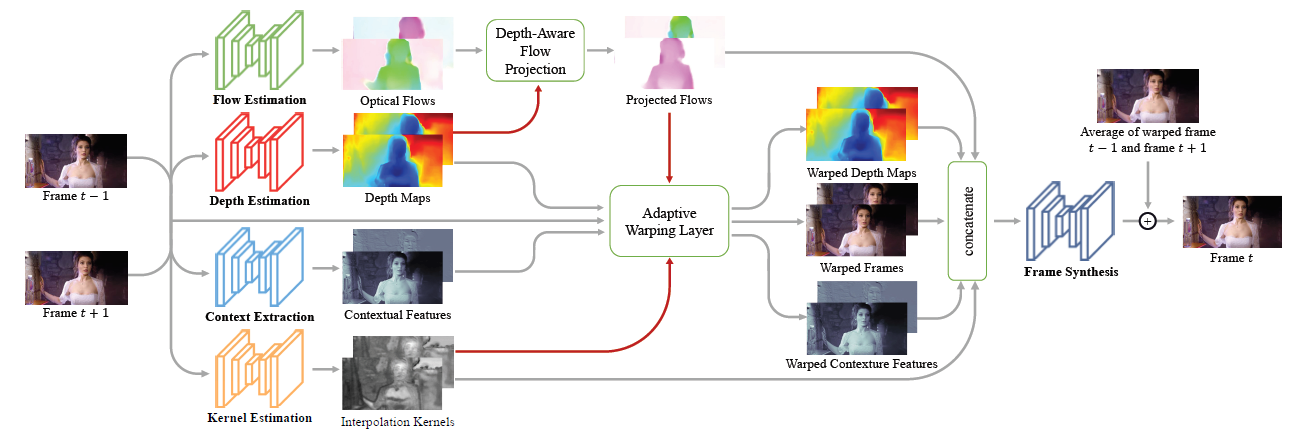 Frame t − 1
Frame t + 1
Flow Estimation
Depth Estimation
Context Extraction
Kernel Estimation
Optical Flows
Depth Maps
Contextual Features
Interpolation Kernels
Depth-Aware
Flow
Projection
Projected Flows
Adaptive
Warping Layer
Warped Depth Maps
Warped Frames
Warped Contexture Features
concatenate
Frame Synthesis
Average of warped frame
t − 1 and frame t + 1
+
Frame t